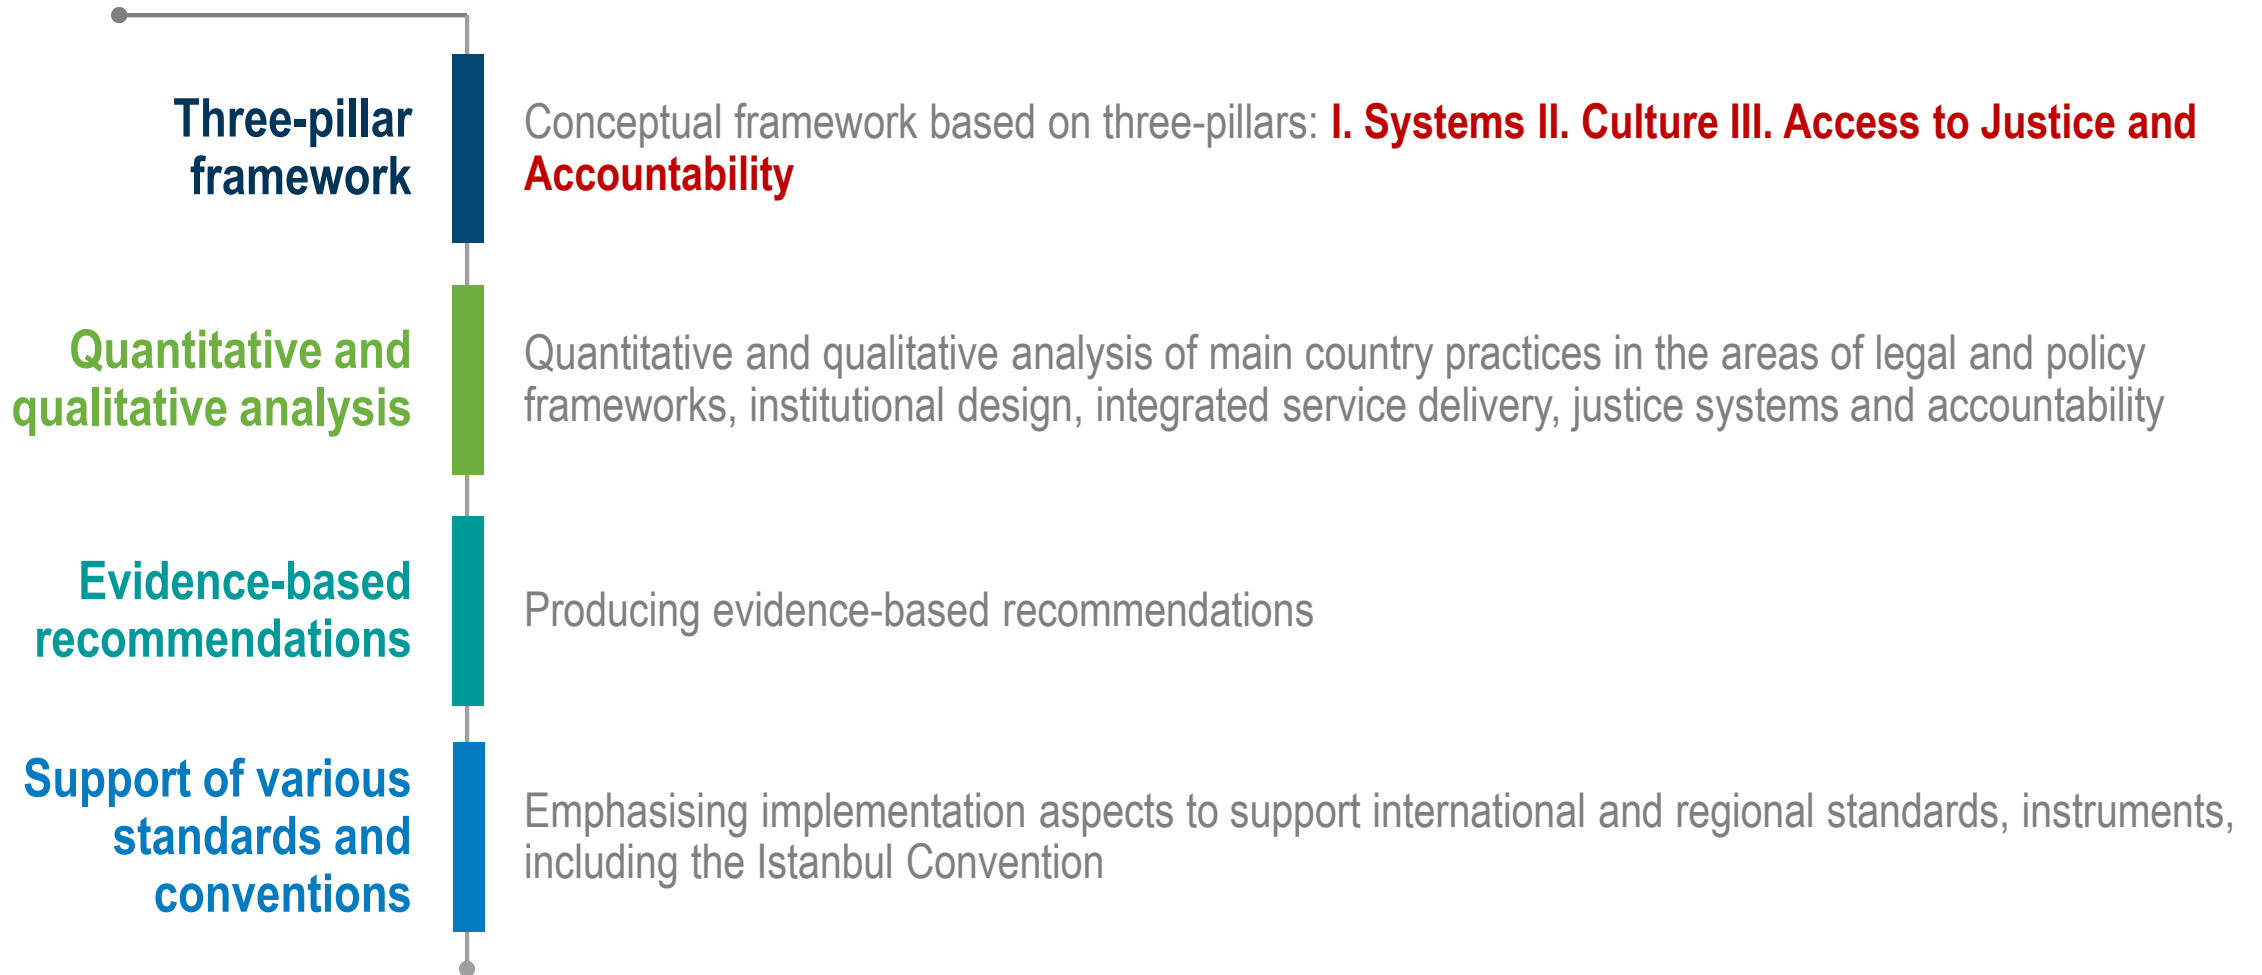 Three-pillar
framework
Conceptual framework based on three-pillars: I. Systems II. Culture III. Access to Justice and
Accountability
Quantitative and
qualitative analysis
Quantitative and qualitative analysis of main country practices in the areas of legal and policy
frameworks, institutional design, integrated service delivery, justice systems and accountability
Evidence-based
recommendations
Producing evidence-based recommendations
Support of various
standards and
conventions
Emphasising implementation aspects to support international and regional standards, instruments,
including the Istanbul Convention